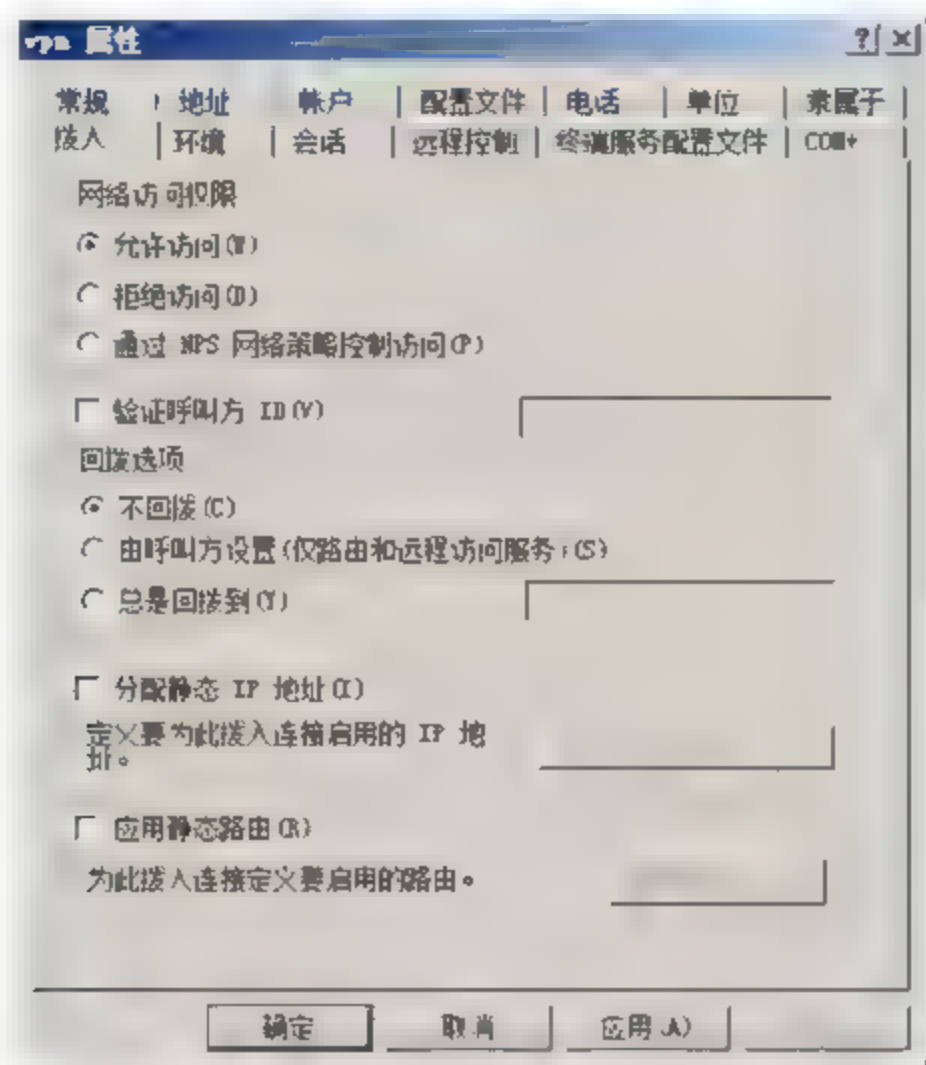 vpn 属性
常规 地址 帐户 配置文件 电话 单位 隶属于
拨入 环境 会话 远程控制 终端服务配置文件 COM+
网络访问权限
允许访问(W)
拒绝访问(D)
通过 NPS 网络策略控制访问(P)
验证呼叫方 ID(V)
回拨选项
不回拨(C)
由呼叫方设置(仅路由和远程访问服务)(S)
总是回拨到(Y)
分配静态 IP 地址(I)
定义要为此拨入连接启用的 IP 地
址。
应用静态路由(R)
为此拨入连接定义要启用的路由。
确定 取消 应用(A)